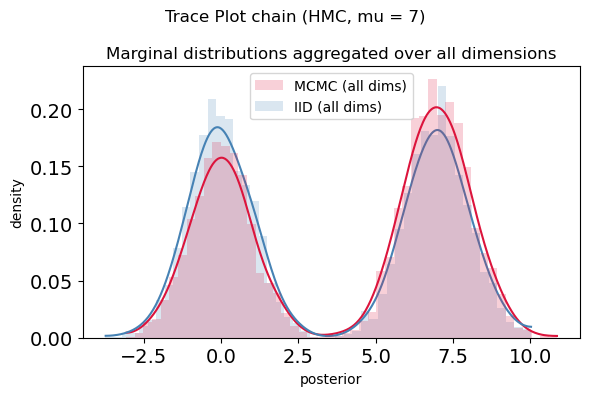 Trace Plot chain (HMC, mu = 7)
Marginal distributions aggregated over all dimensions
MCMC (all dims)
IID (all dims)
density
0.20
0.15
0.10
0.05
0.00
−2.5 0.0 2.5 5.0 7.5 10.0
posterior